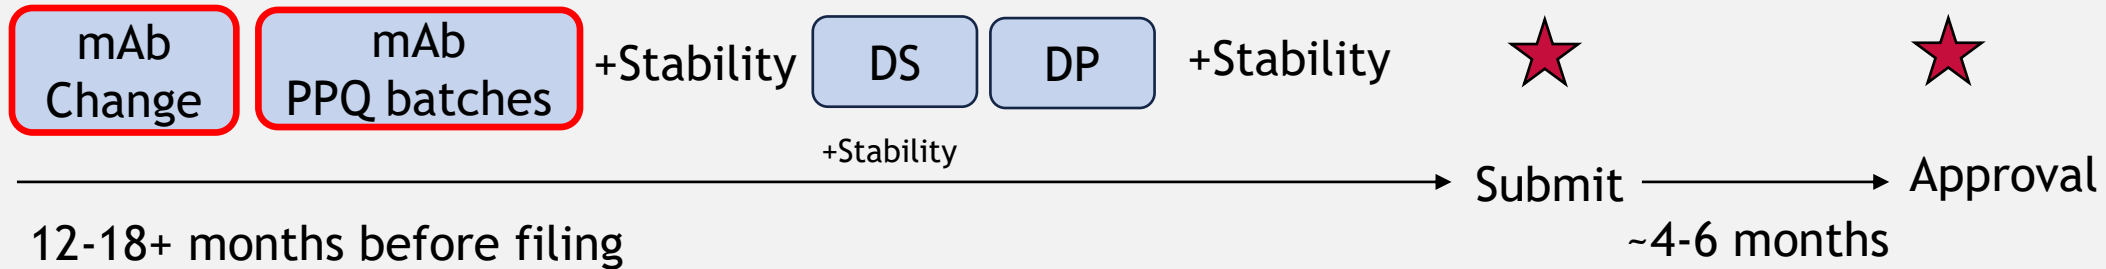 mAb
Change
mAb
PPQ batches
+Stability
DS
DP
+Stability
+Stability
Submit
Approval
12-18+ months before filing
~4-6 months